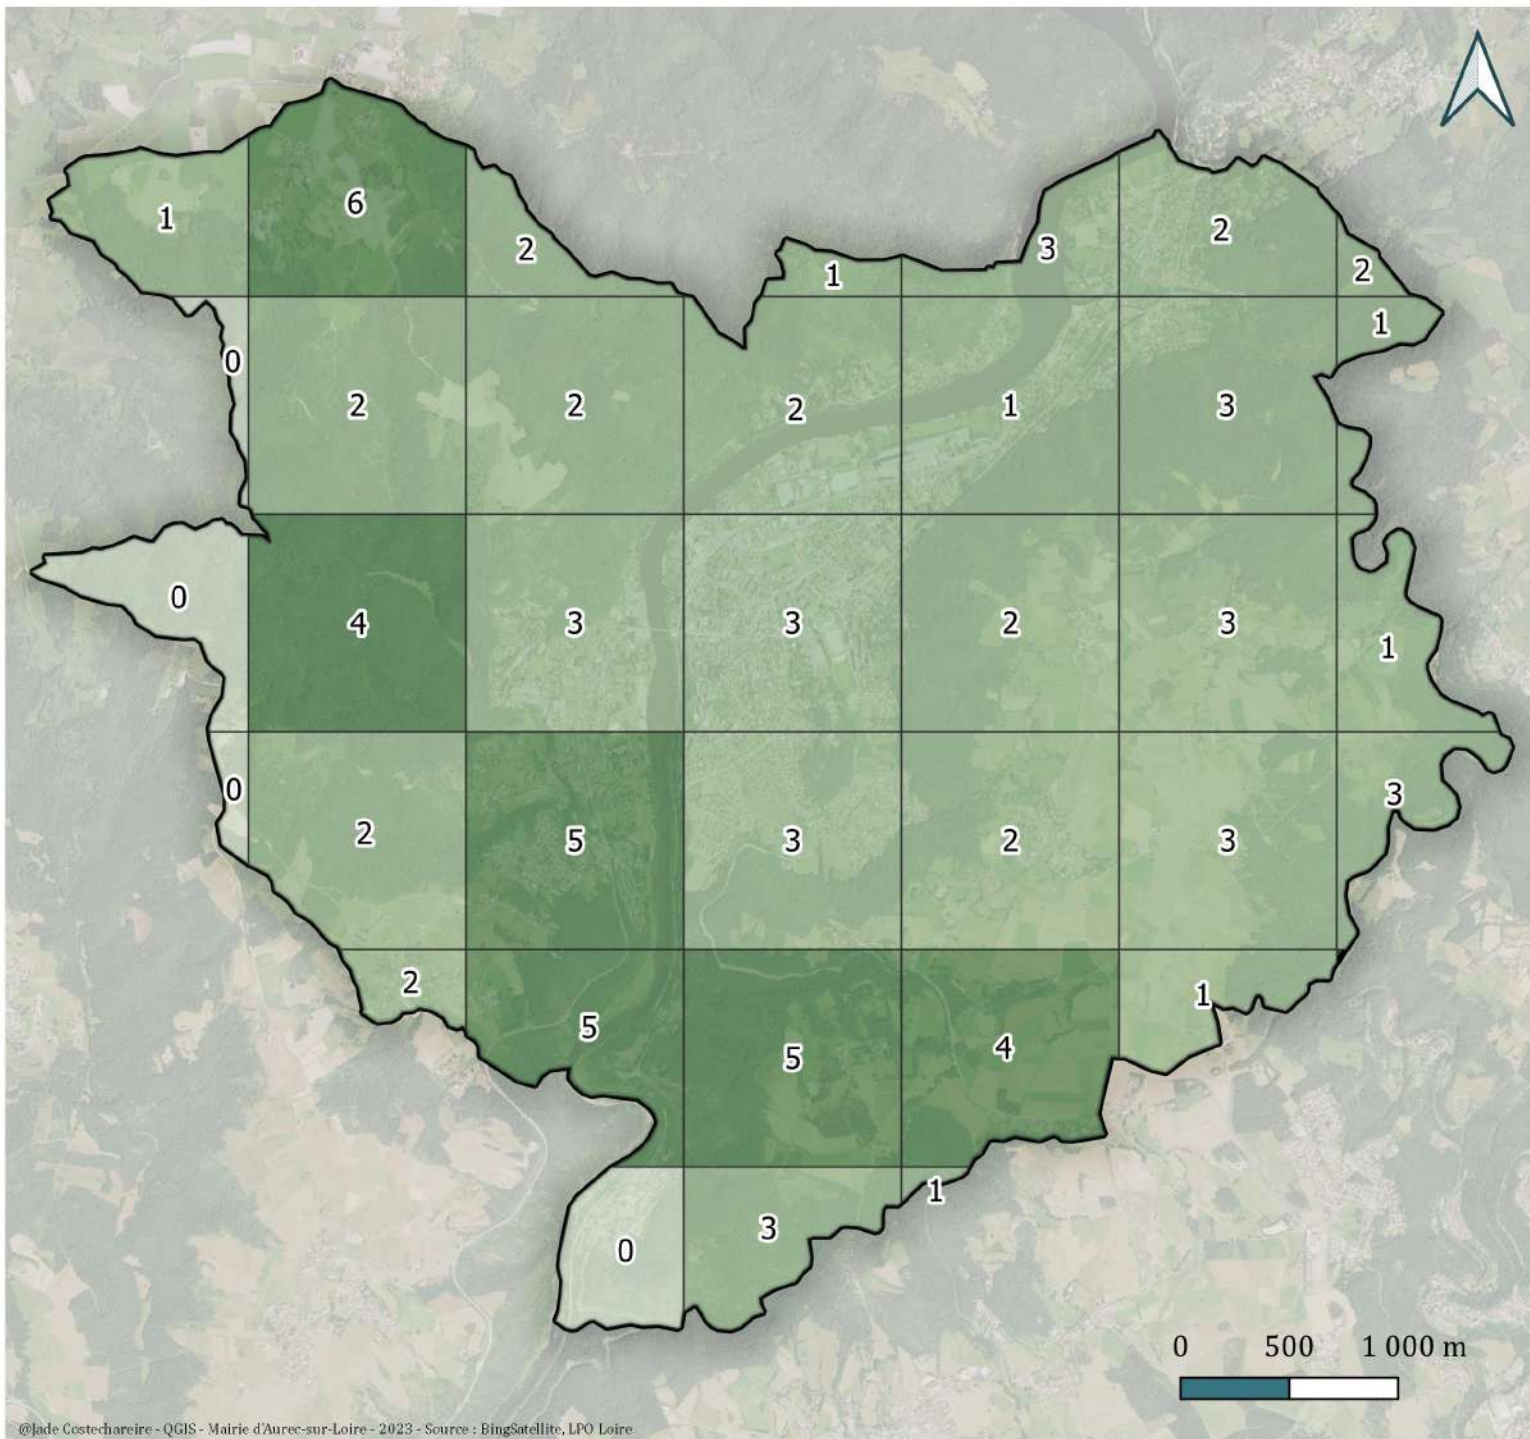 1 6 2 1 3 2 2
0 2 2 2 1 3 1
0 4 3 3 2 3 1
0 2 5 3 2 3 3
2 5 5 4 1
0 3 1
0 500 1 000 m
@Jade Costechareire - QGIS - Mairie d'Aurec-sur-Loire - 2023 - Source : BingSatellite, LPO Loire